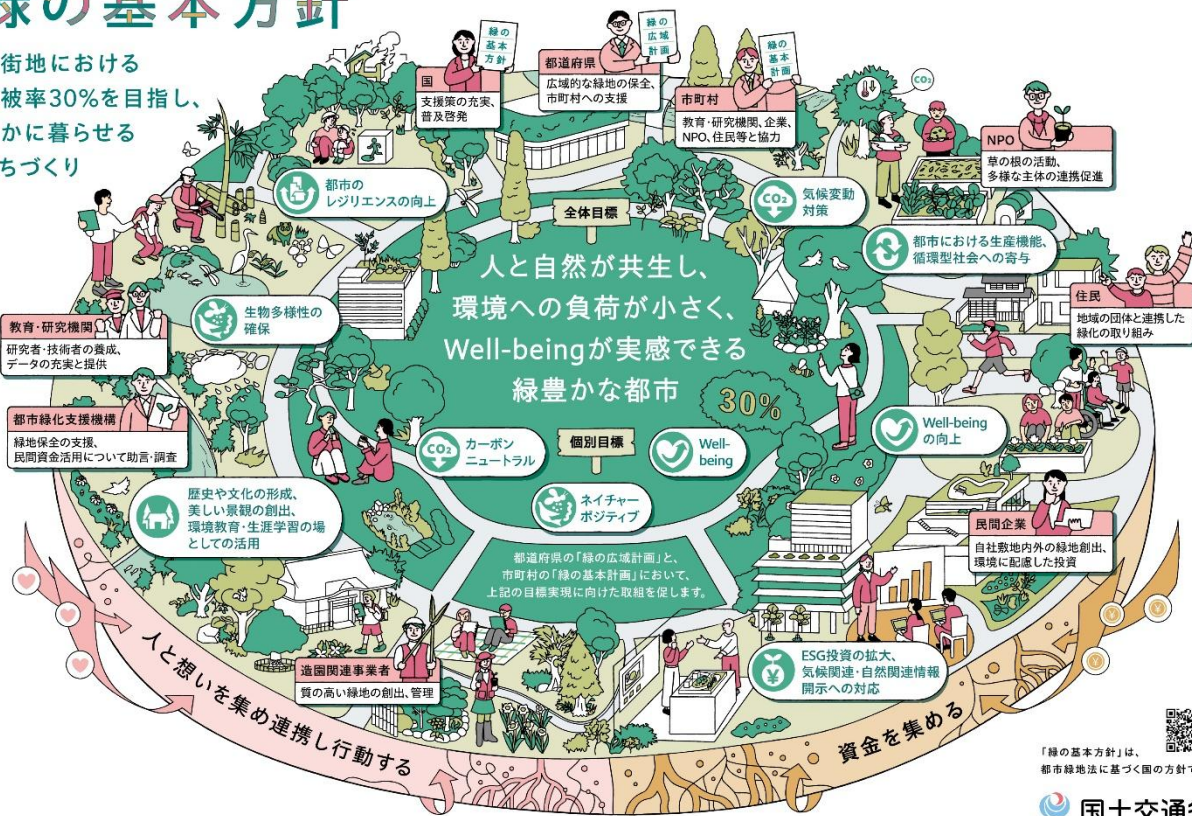 緑の基本方針
街地における
被率30%を目指し、
かに暮らせる
ちづくり
緑の
基本
方針
国
支援策の充実、
普及啓発
緑の
広域
計画
都道府県
広域的な緑地の保全、
市町村への支援
緑の
基本
計画
市町村
教育・研究機関、企業、
NPO、住民等と協力
CO₂
NPO
草の根の活動、
多様な主体の連携促進
都市の
レジリエンスの向上
全体目標
CO₂
気候変動
対策
都市における生産機能、
循環型社会への寄与
住民
地域の団体と連携した
緑化の取り組み
人と自然が共生し、
環境への負荷が小さく、
Well-beingが実感できる
緑豊かな都市
生物多様性の
確保
教育・研究機関
研究者・技術者の養成、
データの充実と提供
都市緑化支援機構
緑地保全の支援、
民間資金活用について助言・調査
30%
個別目標
CO₂
カーボン
ニュートラル
Well-
being
ネイチャー
ポジティブ
Well-being
の向上
歴史や文化の形成、
美しい景観の創出、
環境教育・生涯学習の場
としての活用
民間企業
自社敷地内外の緑地創出、
環境に配慮した投資
都道府県の「緑の広域計画」と、
市町村の「緑の基本計画」において、
上記の目標実現に向けた取組を促します。
造園関連事業者
質の高い緑地の創出、管理
¥
ESG投資の拡大、
気候関連・自然関連情報
開示への対応
¥
¥
¥
人と想いを集め連携し行動する
資金を集める
「緑の基本方針」は、
都市緑地法に基づく国の方針で
国土交通省